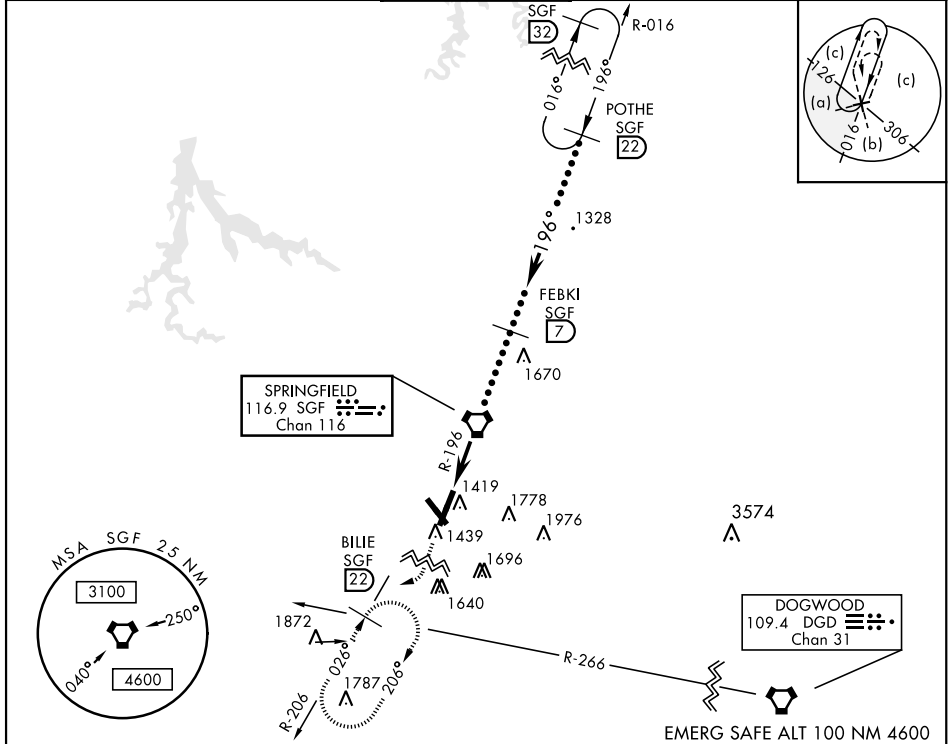 SGF
32
R-016
016°
196°
POTHE
SGF
22
(c)
126
(c)
(a)
016
(b)
306
1328
196°
FEBKI
SGF
7
1670
SPRINGFIELD
116.9 SGF
Chan 116
R-196
1419
1778
1439
1976
3574
1696
1640
BILIE
SGF
22
1872
026°
206°
1787
R-206
R-266
DOGWOOD
109.4 DGD
Chan 31
MSA SGF 25 NM
3100
250°
040°
4600
EMERG SAFE ALT 100 NM 4600